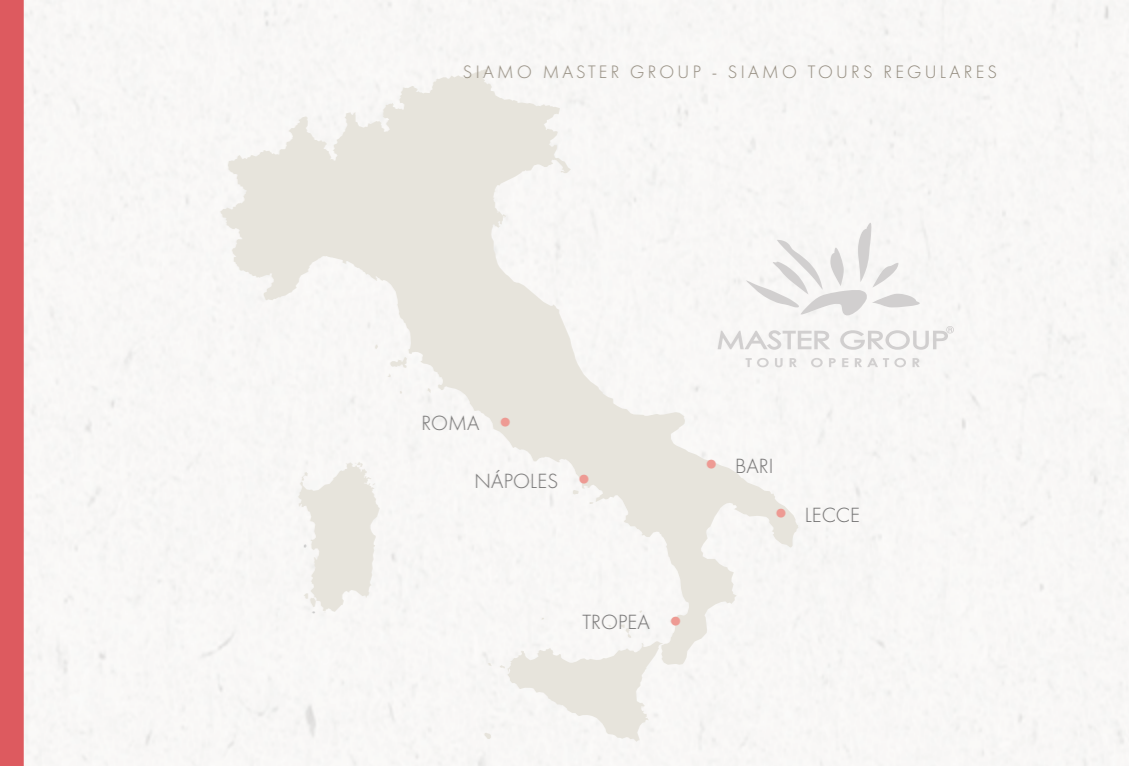 SIAMO MASTER GROUP - SIAMO TOURS REGULARES
MASTER GROUP®
TOUR OPERATOR
ROMA
NÁPOLES
BARI
LECCE
TROPEA